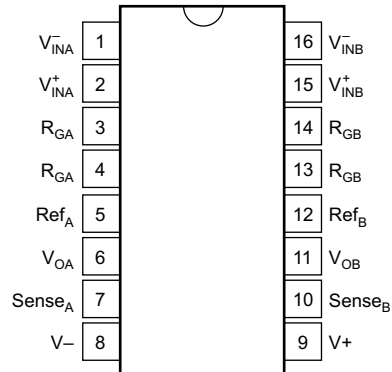 V⁻INA 1 16 V⁻INB
V⁺INA 2 15 V⁺INB
RGA 3 14 RGB
RGA 4 13 RGB
RefA 5 12 RefB
VOA 6 11 VOB
SenseA 7 10 SenseB
V– 8 9 V+